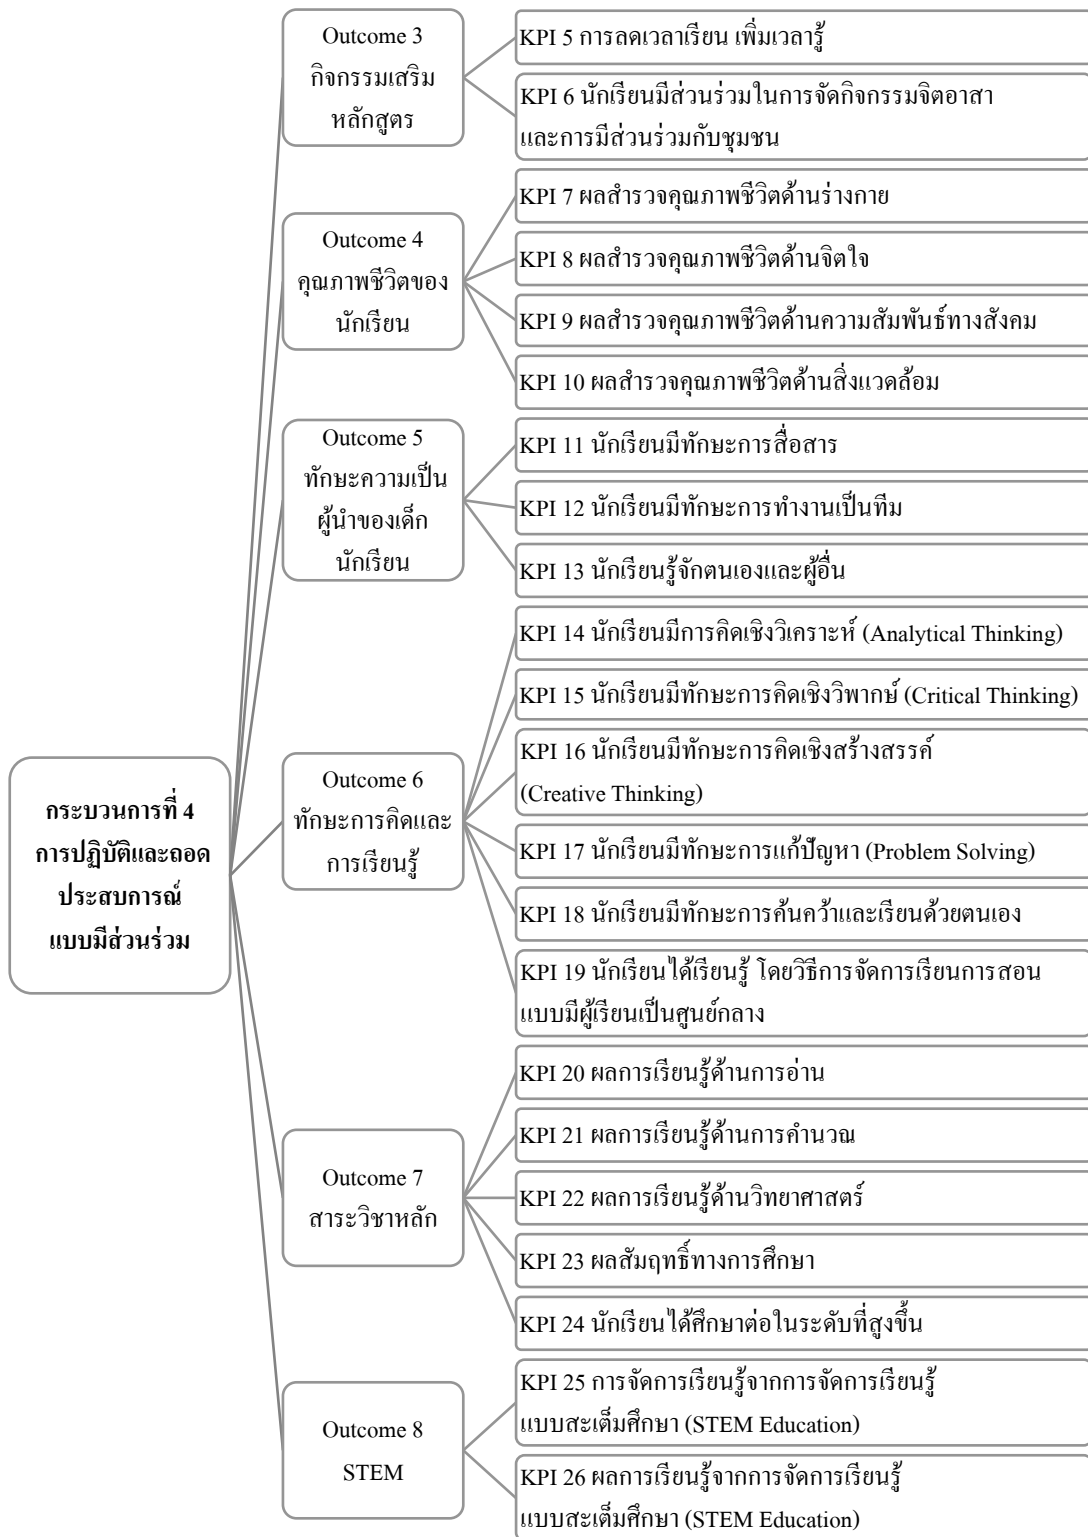 กระบวนการที่ 4
การปฏิบัติและถอด
ประสบการณ์
แบบมีส่วนร่วม
Outcome 3
กิจกรรมเสริม
หลักสูตร
KPI 5 การลดเวลาเรียน เพิ่มเวลารู้
KPI 6 นักเรียนมีส่วนร่วมในการจัดกิจกรรมจิตอาสา
และการมีส่วนร่วมกับชุมชน
Outcome 4
คุณภาพชีวิตของ
นักเรียน
KPI 7 ผลสำรวจคุณภาพชีวิตด้านร่างกาย
KPI 8 ผลสำรวจคุณภาพชีวิตด้านจิตใจ
KPI 9 ผลสำรวจคุณภาพชีวิตด้านความสัมพันธ์ทางสังคม
KPI 10 ผลสำรวจคุณภาพชีวิตด้านสิ่งแวดล้อม
Outcome 5
ทักษะความเป็น
ผู้นำของเด็ก
นักเรียน
KPI 11 นักเรียนมีทักษะการสื่อสาร
KPI 12 นักเรียนมีทักษะการทำงานเป็นทีม
KPI 13 นักเรียนรู้จักตนเองและผู้อื่น
Outcome 6
ทักษะการคิดและ
การเรียนรู้
KPI 14 นักเรียนมีการคิดเชิงวิเคราะห์ (Analytical Thinking)
KPI 15 นักเรียนมีทักษะการคิดเชิงวิพากษ์ (Critical Thinking)
KPI 16 นักเรียนมีทักษะการคิดเชิงสร้างสรรค์
(Creative Thinking)
KPI 17 นักเรียนมีทักษะการแก้ปัญหา (Problem Solving)
KPI 18 นักเรียนมีทักษะการค้นคว้าและเรียนด้วยตนเอง
KPI 19 นักเรียนได้เรียนรู้ โดยวิธีการจัดการเรียนการสอน
แบบมีผู้เรียนเป็นศูนย์กลาง
Outcome 7
สาระวิชาหลัก
KPI 20 ผลการเรียนรู้ด้านการอ่าน
KPI 21 ผลการเรียนรู้ด้านการคำนวณ
KPI 22 ผลการเรียนรู้ด้านวิทยาศาสตร์
KPI 23 ผลสัมฤทธิ์ทางการศึกษา
KPI 24 นักเรียนได้ศึกษาต่อในระดับที่สูงขึ้น
Outcome 8
STEM
KPI 25 การจัดการเรียนรู้จากการจัดการเรียนรู้
แบบสะเต็มศึกษา (STEM Education)
KPI 26 ผลการเรียนรู้จากการจัดการเรียนรู้
แบบสะเต็มศึกษา (STEM Education)